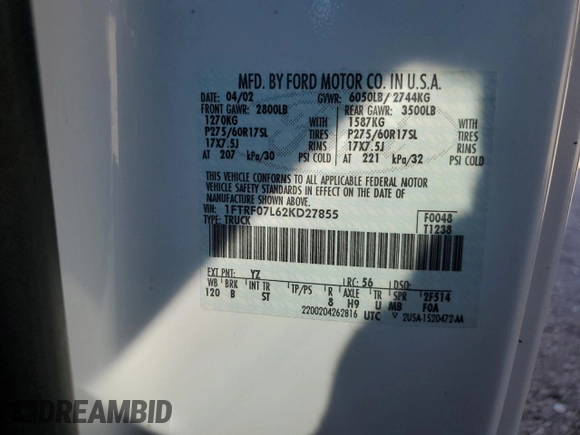 MFD. BY FORD MOTOR CO. IN U.S.A.
DATE: 04/02 GVWR: 6050LB/ 2744KG
FRONT GAWR: 2800LB REAR GAWR: 3500LB
1270KG WITH 1587KG WITH
P275/60R17SL TIRES P275/60R17SL TIRES
17X7.5J RIMS 17X7.5J RIMS
AT 207 kPa/30 PSI COLD AT 221 kPa/32 PSI COLD
THIS VEHICLE CONFORMS TO ALL APPLICABLE FEDERAL MOTOR
VEHICLE SAFETY STANDARDS IN EFFECT ON THE DATE OF
MANUFACTURE SHOWN ABOVE.
VIN: 1FTRF07L62KD27855 F0048
TYPE: TRUCK T1238
EXT PNT: YZ RC: 56 DSO:
WB BRK INT TR TP/PS R AXLE TR SPR 2F514
120 B ST 8 H9 U MB F0A
2200204262816 UTC ▽ 2U5A-1520472-AA
DREAMBID